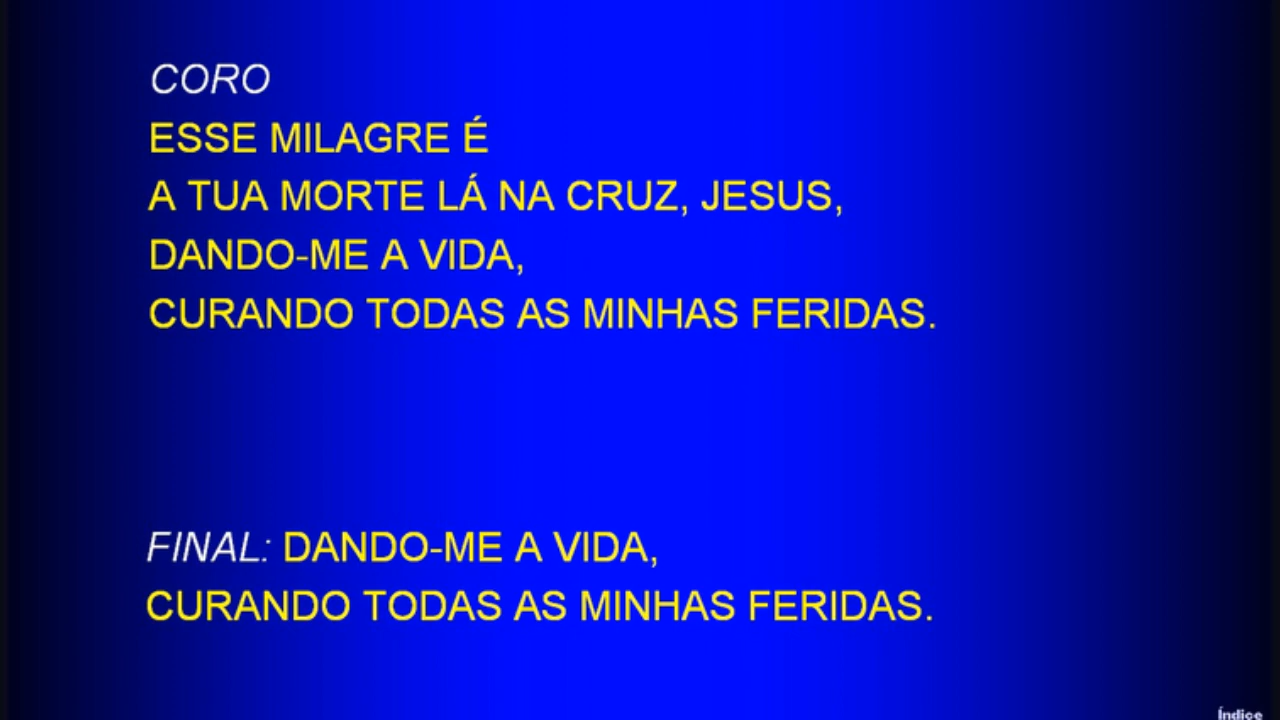 CORO
ESSE MILAGRE É
A TUA MORTE LÁ NA CRUZ, JESUS,
DANDO-ME A VIDA,
CURANDO TODAS AS MINHAS FERIDAS.
FINAL: DANDO-ME A VIDA,
CURANDO TODAS AS MINHAS FERIDAS.
Índice